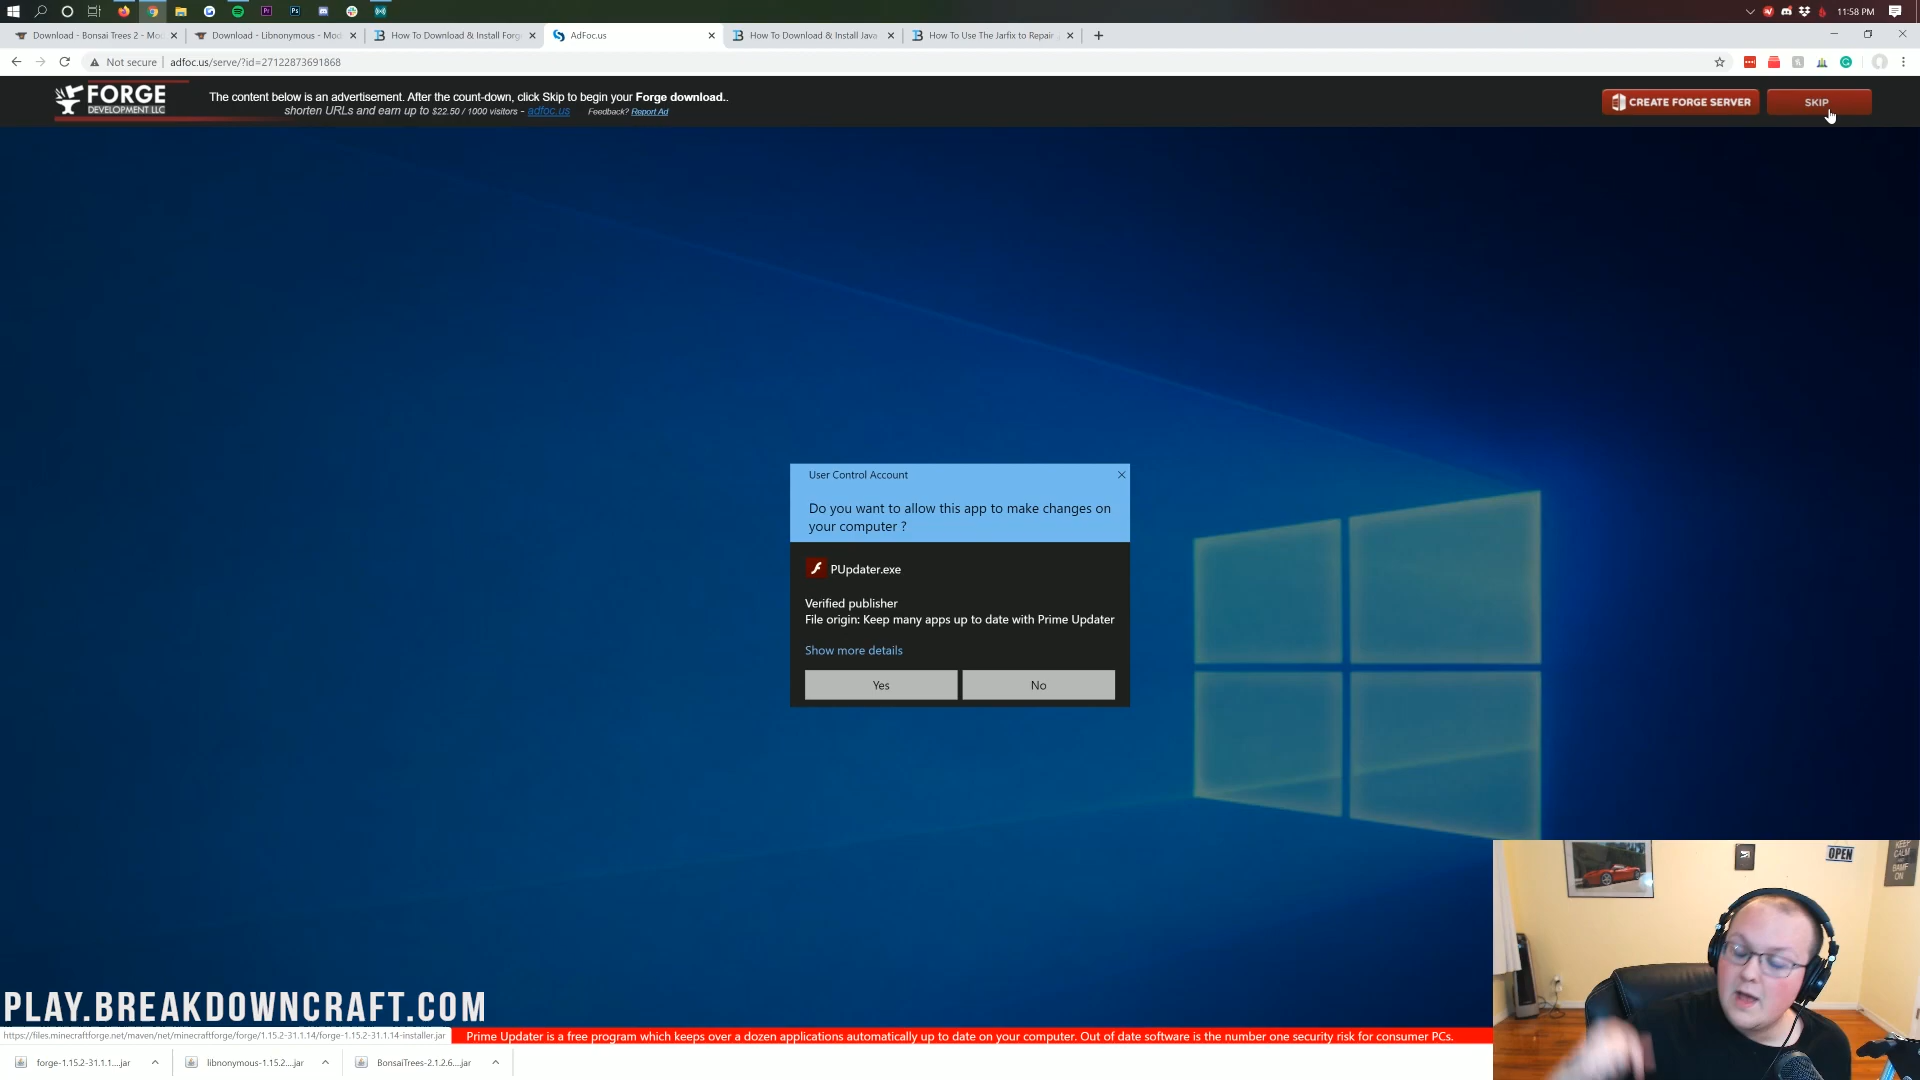 11:58 PM
Download - Bonsai Trees 2 - Mod
Download - Libnonymous - Mod
How To Download & Install Forg
AdFoc.us
How To Download & Install Java
How To Use The Jarfix to Repair
Not secure
adfoc.us/serve/?id=27122873691868
FORGE
DEVELOPMENT LLC
The content below is an advertisement. After the count-down, click Skip to begin your Forge download..
shorten URLs and earn up to $22.50 / 1000 visitors - adfoc.us Feedback? Report Ad
CREATE FORGE SERVER
SKIP
User Control Account
Do you want to allow this app to make changes on
your computer ?
PUpdater.exe
Verified publisher
File origin: Keep many apps up to date with Prime Updater
Show more details
Yes
No
OPEN
KEEP
CALM
AND
BAMF
ON
PLAY.BREAKDOWNCRAFT.COM
https://files.minecraftforge.net/maven/net/minecraftforge/forge/1.15.2-31.1.14/forge-1.15.2-31.1.14-installer.jar
Prime Updater is a free program which keeps over a dozen applications automatically up to date on your computer. Out of date software is the number one security risk for consumer PCs.
forge-1.15.2-31.1.1....jar
libnonymous-1.15.2....jar
BonsaiTrees-2.1.2.6....jar